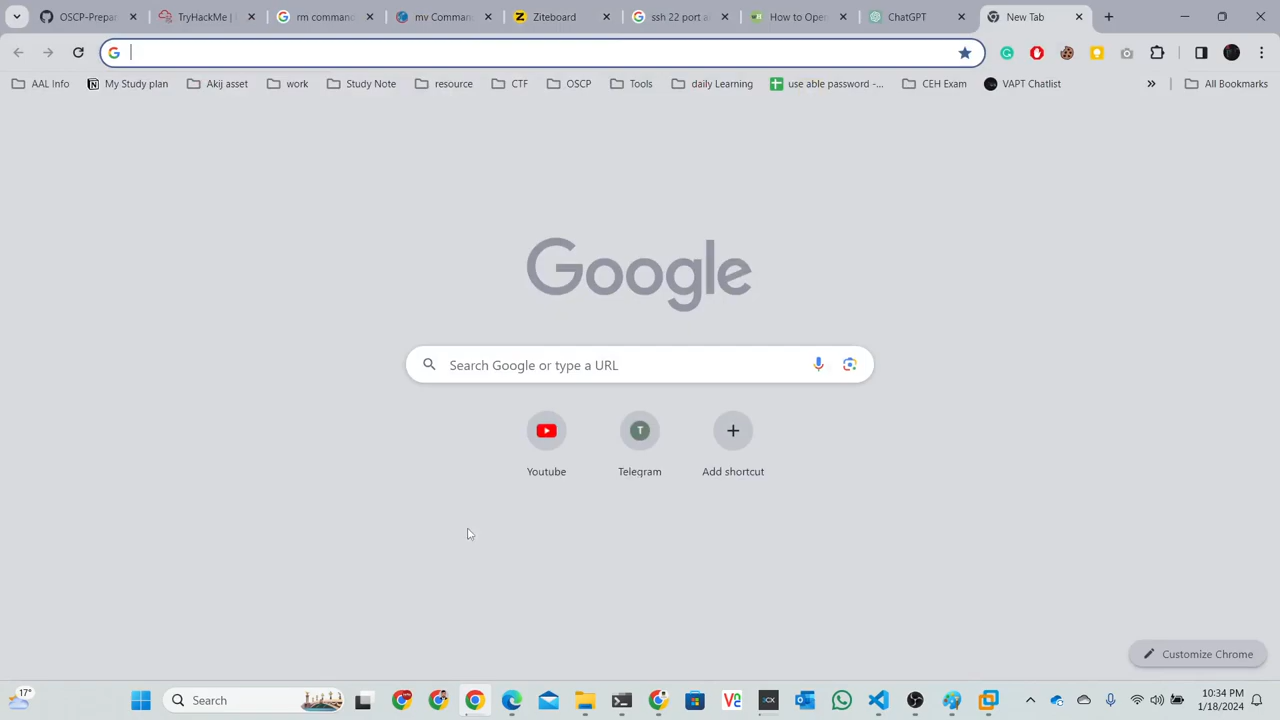 OSCP-Prepa
TryHackMe |
rm comman
mv Comman
Ziteboard
ssh 22 port a
How to Open
ChatGPT
New Tab
AAL Info
My Study plan
Akij asset
work
Study Note
resource
CTF
OSCP
Tools
daily Learning
use able password -...
CEH Exam
VAPT Chatlist
All Bookmarks
Google
Search Google or type a URL
T
Youtube
Telegram
Add shortcut
Customize Chrome
17°
Search
10:34 PM
1/18/2024